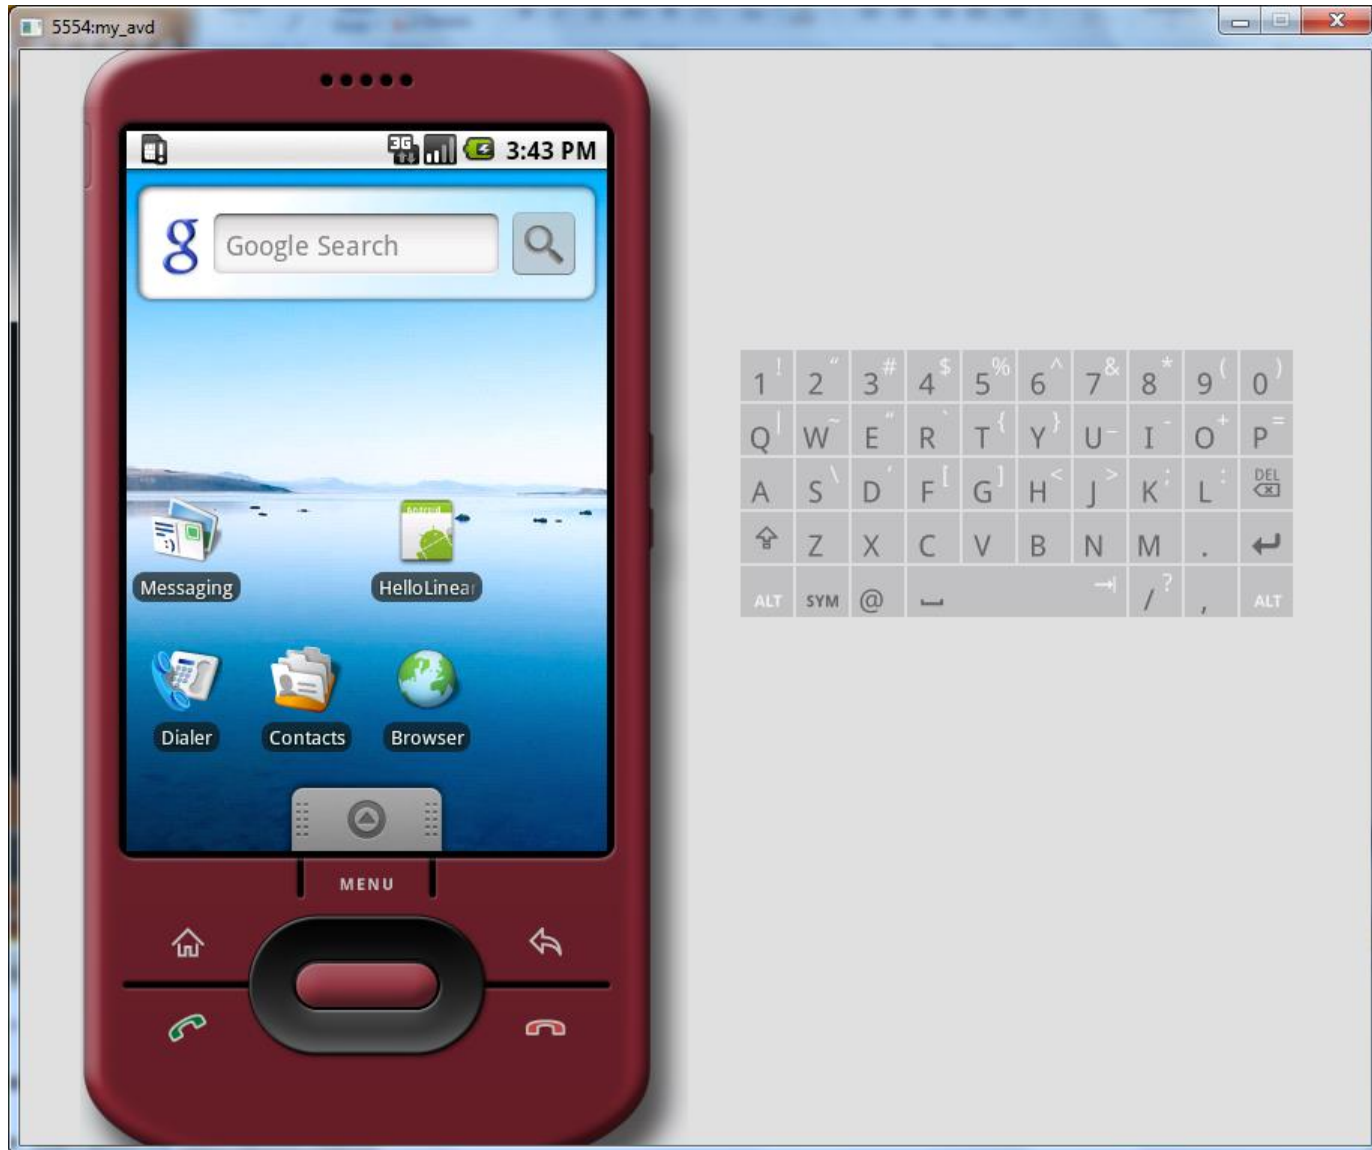 5554:my_avd
3G 3:43 PM
g Google Search
Android
Messaging HelloLinear
Dialer Contacts Browser
MENU
1 ! 2 “ 3 # 4 $ 5 % 6 ^ 7 & 8 * 9 ( 0 )
Q | W ~ E “ R ` T { Y } U _ I - O + P =
A S \ D ‘ F [ G ] H < J > K ; L : DEL
Z X C V B N M .
ALT SYM @ / ? , ALT